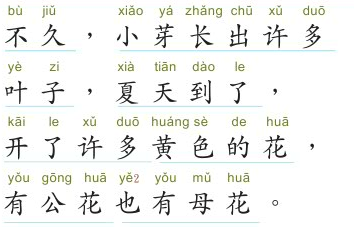 bù jiǔ xiǎo yá zhǎng chū xǔ duō
不久，小芽长出许多
yè zi xià tiān dào le
叶子，夏天到了，
kāi le xǔ duō huáng sè de huā
开了许多黄色的花，
yǒu gōng huā yě2 yǒu mǔ huā
有公花也有母花。